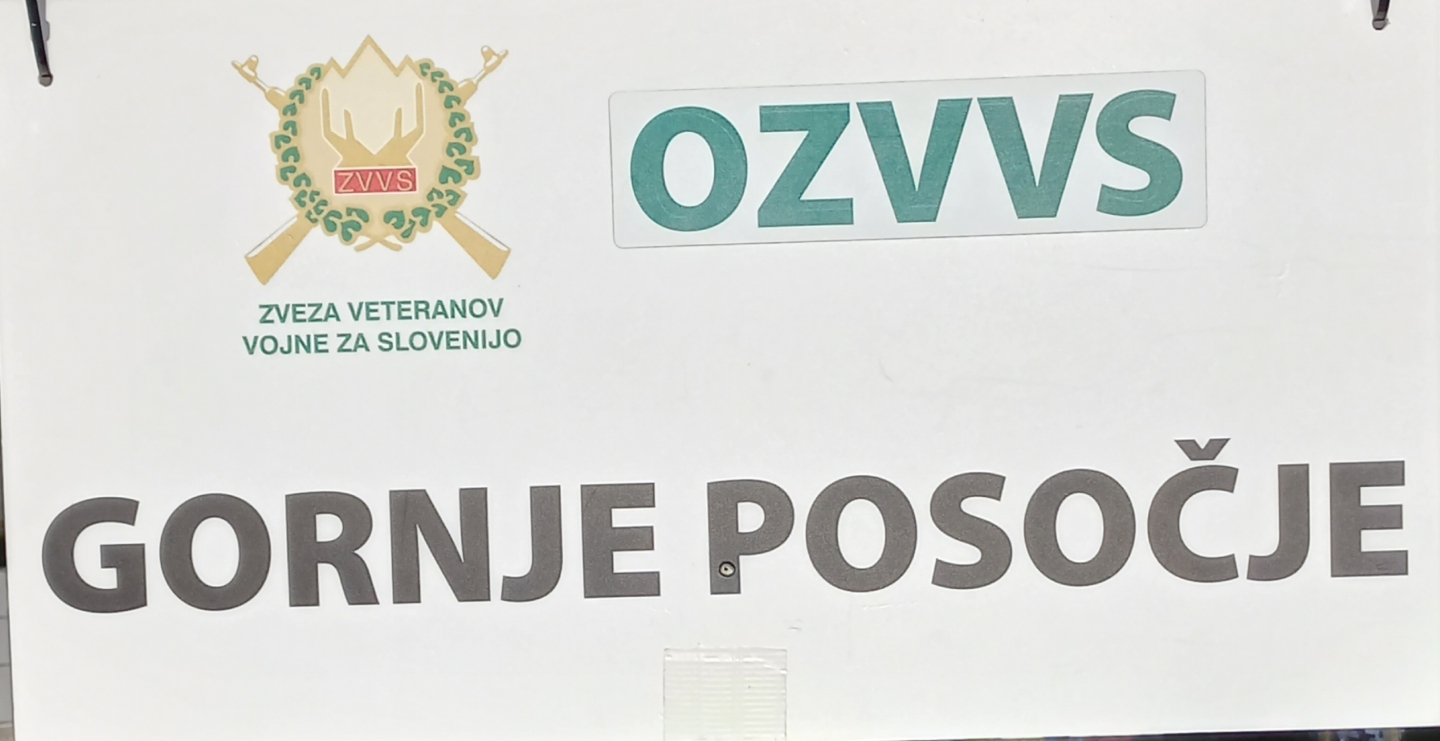 ZVVS
ZVEZA VETERANOV
VOJNE ZA SLOVENIJO
OZVVS
GORNJE POSOČJE